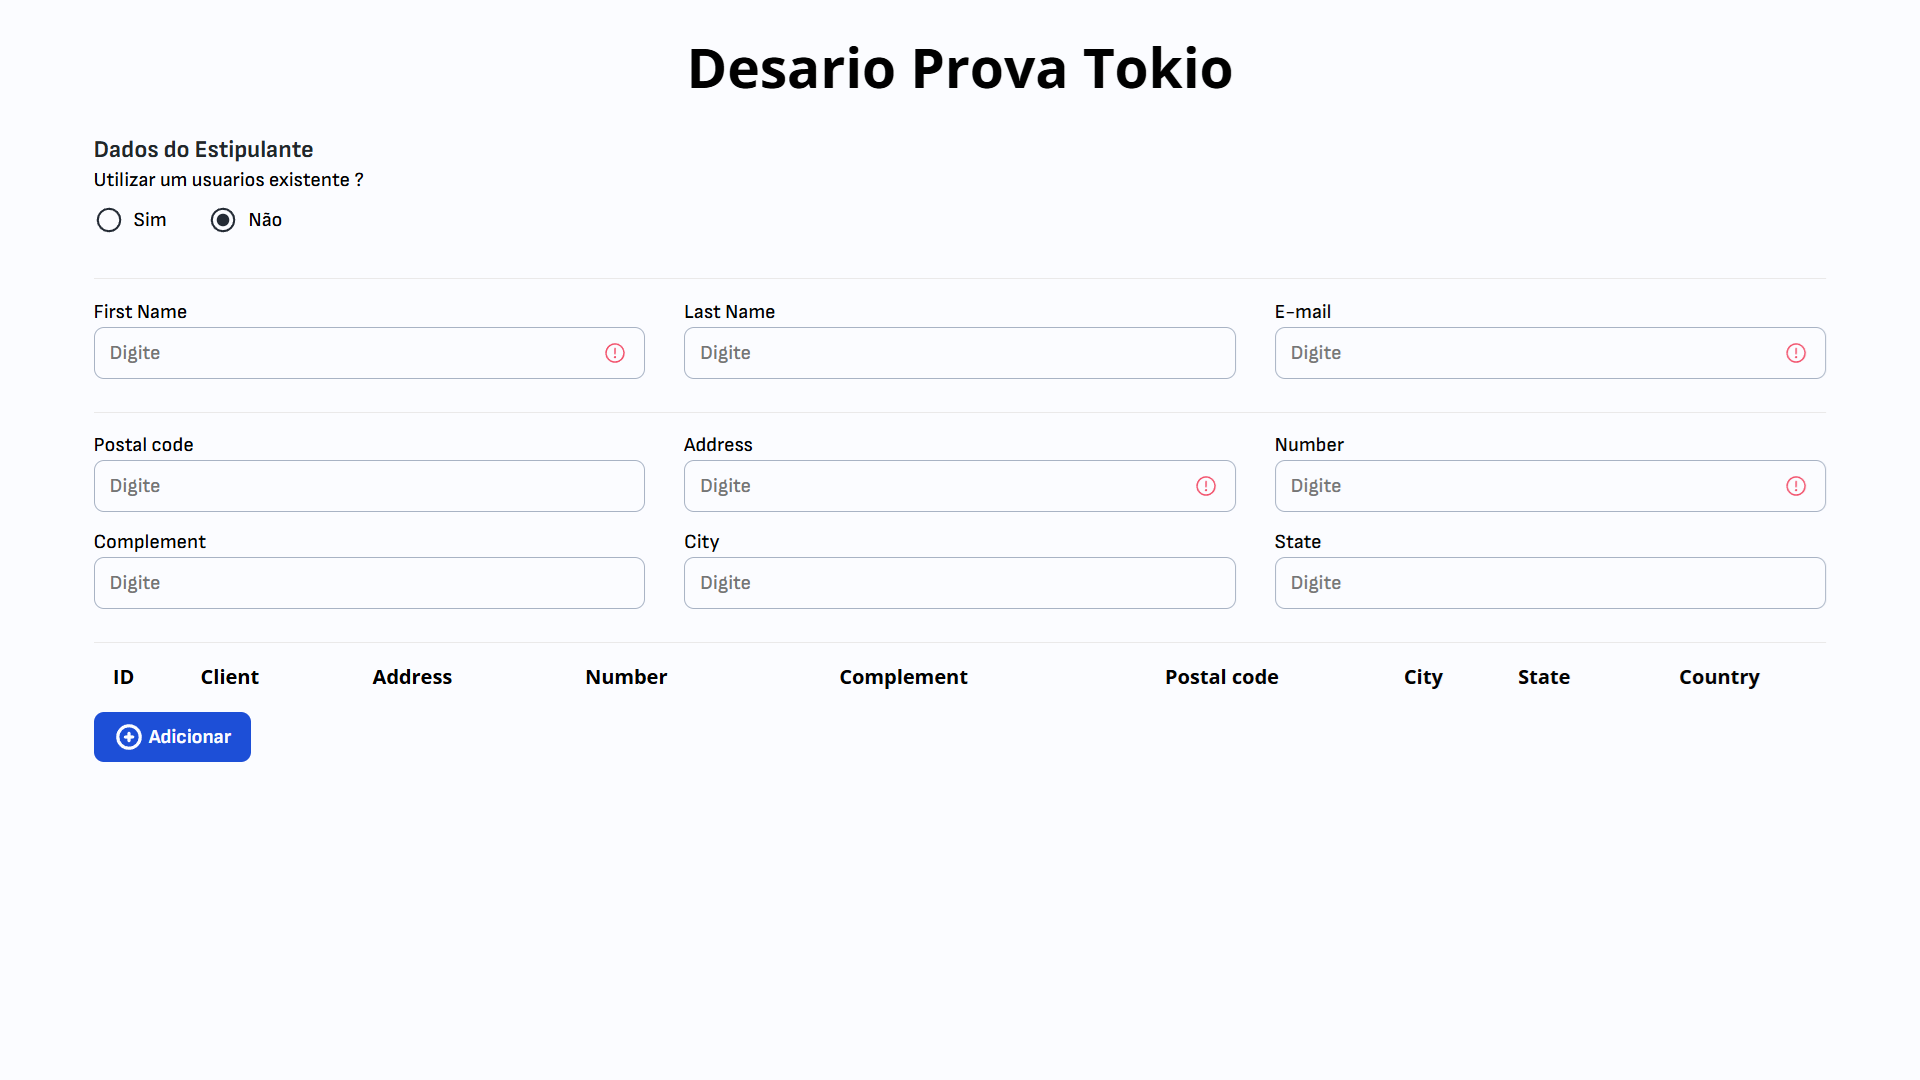 Desario Prova Tokio
Dados do Estipulante
Utilizar um usuarios existente ?
Sim Não
First Name Last Name E-mail
Digite Digite Digite
Postal code Address Number
Digite Digite Digite
Complement City State
Digite Digite Digite
ID Client Address Number Complement Postal code City State Country
Adicionar